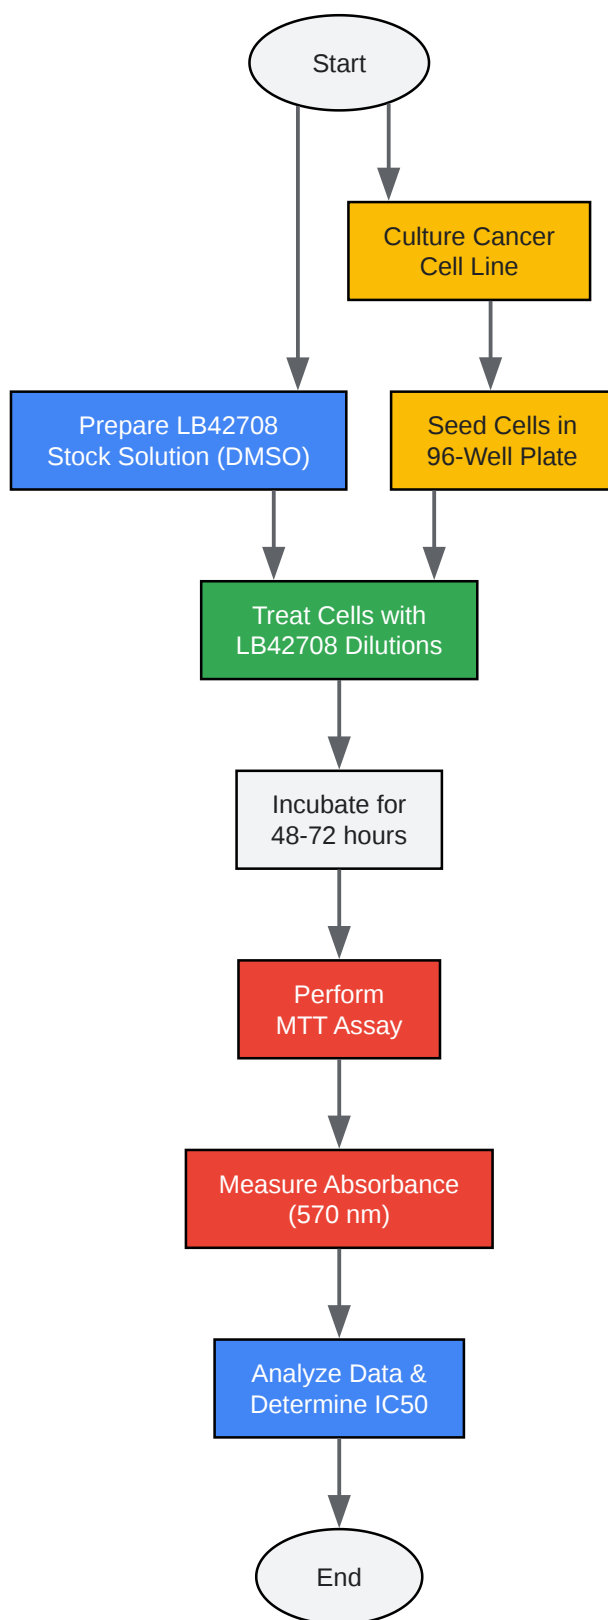 Start
Culture Cancer
Cell Line
Prepare LB42708
Stock Solution (DMSO)
Seed Cells in
96-Well Plate
Treat Cells with
LB42708 Dilutions
Incubate for
48-72 hours
Perform
MTT Assay
Measure Absorbance
(570 nm)
Analyze Data &
Determine IC50
End